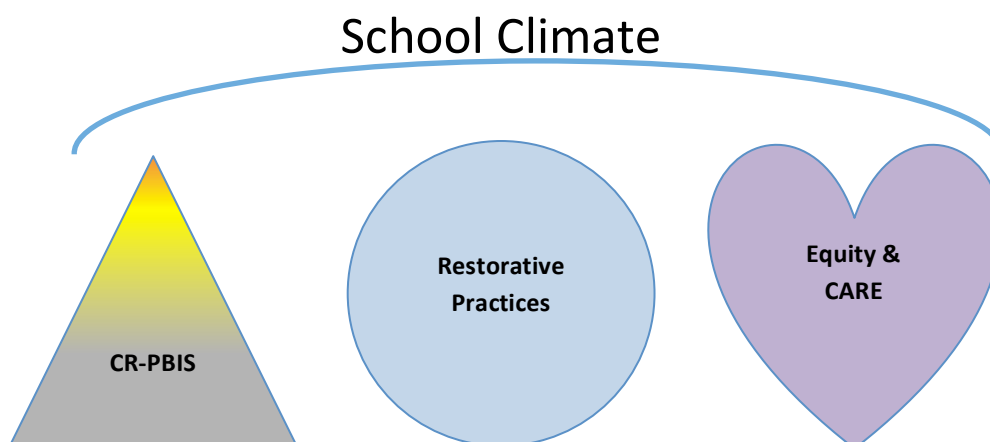 School Climate
Restorative
Practices
Equity &
CARE
CR-PBIS